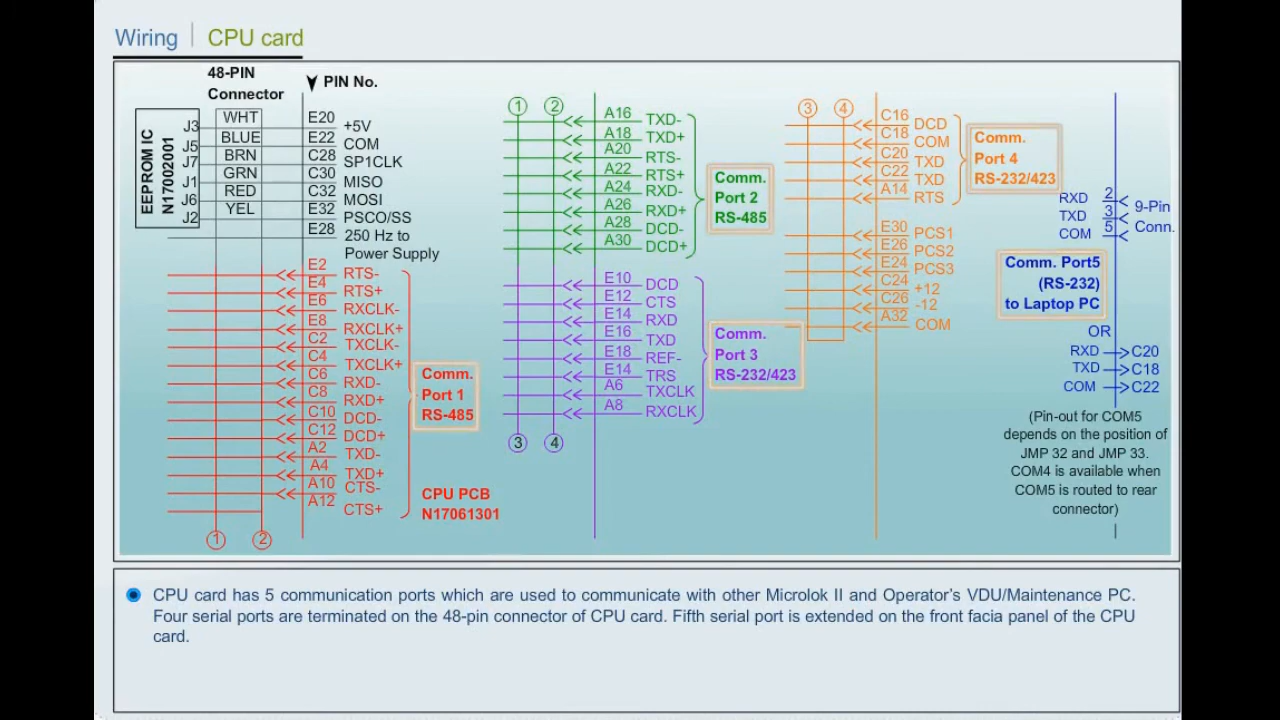 Wiring | CPU card
48-PIN
Connector
PIN No.
EEPROM IC
N17002001
J3 WHT E20 +5V
J5 BLUE E22 COM
J7 BRN C28 SP1CLK
J1 GRN C30 MISO
J6 RED C32 MOSI
J2 YEL E32 PSCO/SS
E28 250 Hz to
Power Supply
E2 RTS-
E4 RTS+
E6 RXCLK-
E8 RXCLK+
C2 TXCLK-
C4 TXCLK+
C6 RXD-
C8 RXD+
C10 DCD-
C12 DCD+
A2 TXD-
A4 TXD+
A10 CTS-
A12 CTS+
1 2
Comm.
Port 1
RS-485
CPU PCB
N17061301
1 2
A16 TXD-
A18 TXD+
A20 RTS-
A22 RTS+
A24 RXD-
A26 RXD+
A28 DCD-
A30 DCD+
Comm.
Port 2
RS-485
E10 DCD
E12 CTS
E14 RXD
E16 TXD
E18 REF-
E14 TRS
A6 TXCLK
A8 RXCLK
3 4
Comm.
Port 3
RS-232/423
3 4
C16 DCD
C18 COM
C20 TXD
C22 TXD
A14 RTS
Comm.
Port 4
RS-232/423
E30 PCS1
E26 PCS2
E24 PCS3
C24 +12
C26 -12
A32 COM
RXD 2
TXD 3
COM 5
9-Pin
Conn.
Comm. Port5
(RS-232)
to Laptop PC
OR
RXD C20
TXD C18
COM C22
(Pin-out for COM5
depends on the position of
JMP 32 and JMP 33.
COM4 is available when
COM5 is routed to rear
connector)
CPU card has 5 communication ports which are used to communicate with other Microlok II and Operator's VDU/Maintenance PC.
Four serial ports are terminated on the 48-pin connector of CPU card. Fifth serial port is extended on the front facia panel of the CPU
card.